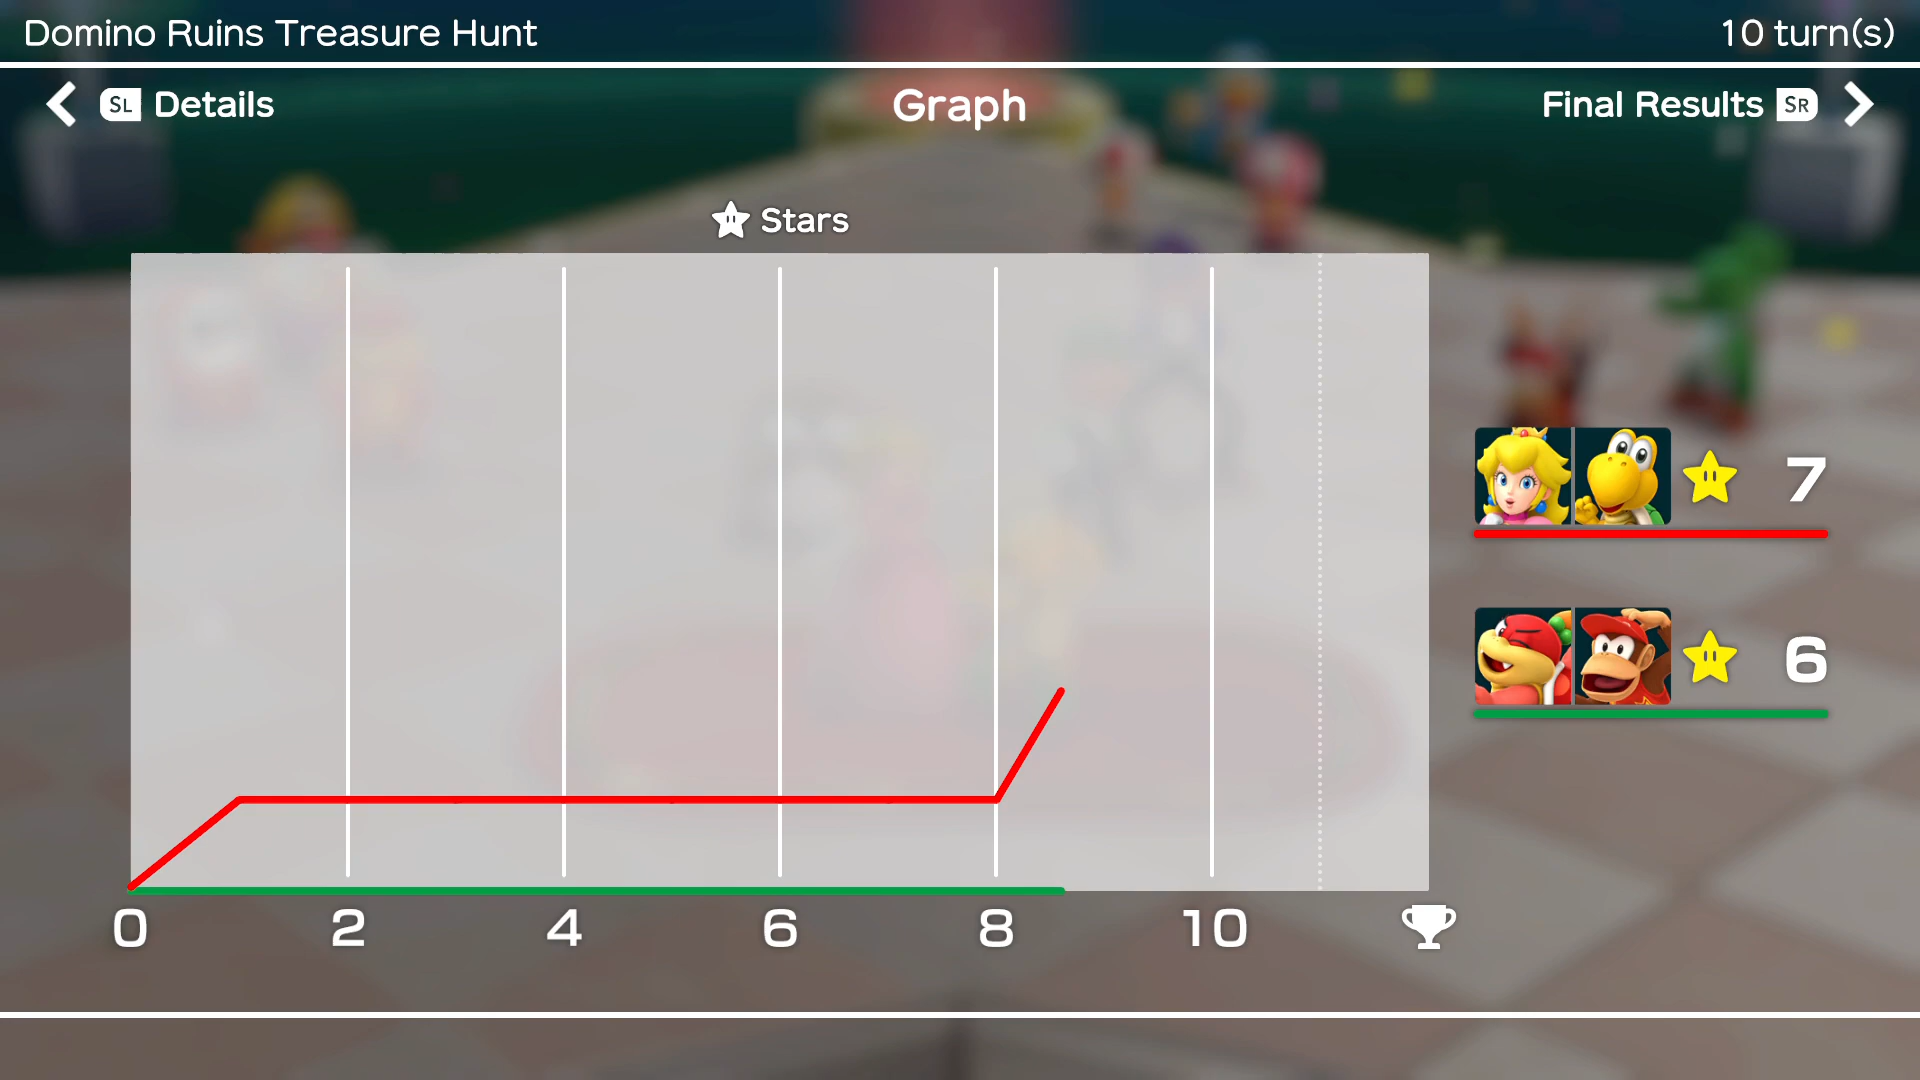 Domino Ruins Treasure Hunt
10 turn(s)
SL Details
Graph
Final Results SR
Stars
7
6
0 2 4 6 8 10